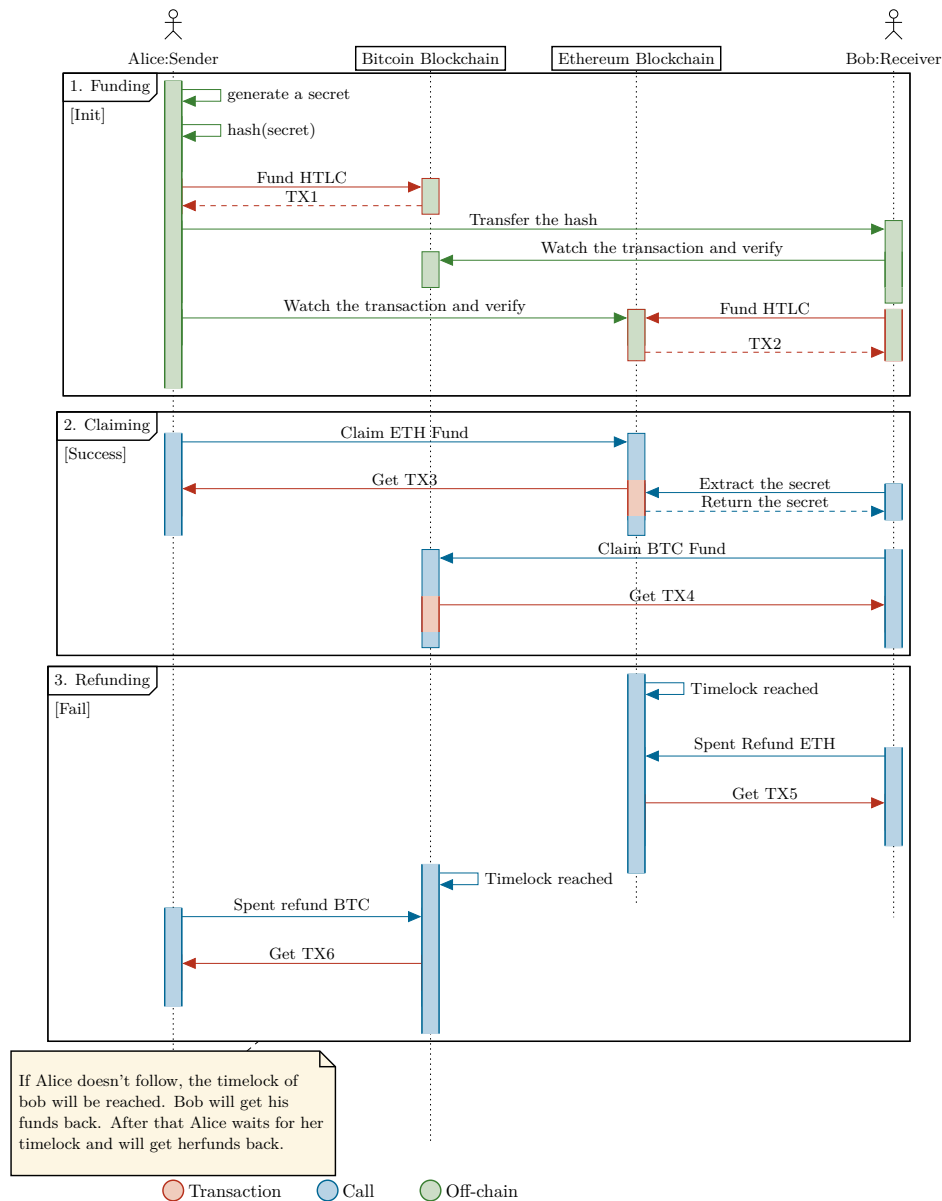 Alice:Sender
Bitcoin Blockchain
Ethereum Blockchain
Bob:Receiver
1. Funding
[Init]
generate a secret
hash(secret)
Fund HTLC
TX1
Transfer the hash
Watch the transaction and verify
Watch the transaction and verify
Fund HTLC
TX2
2. Claiming
[Success]
Claim ETH Fund
Get TX3
Extract the secret
Return the secret
Claim BTC Fund
Get TX4
3. Refunding
[Fail]
Timelock reached
Spent Refund ETH
Get TX5
Timelock reached
Spent refund BTC
Get TX6
If Alice doesn't follow, the timelock of
bob will be reached. Bob will get his
funds back. After that Alice waits for her
timelock and will get herfunds back.
Transaction
Call
Off-chain